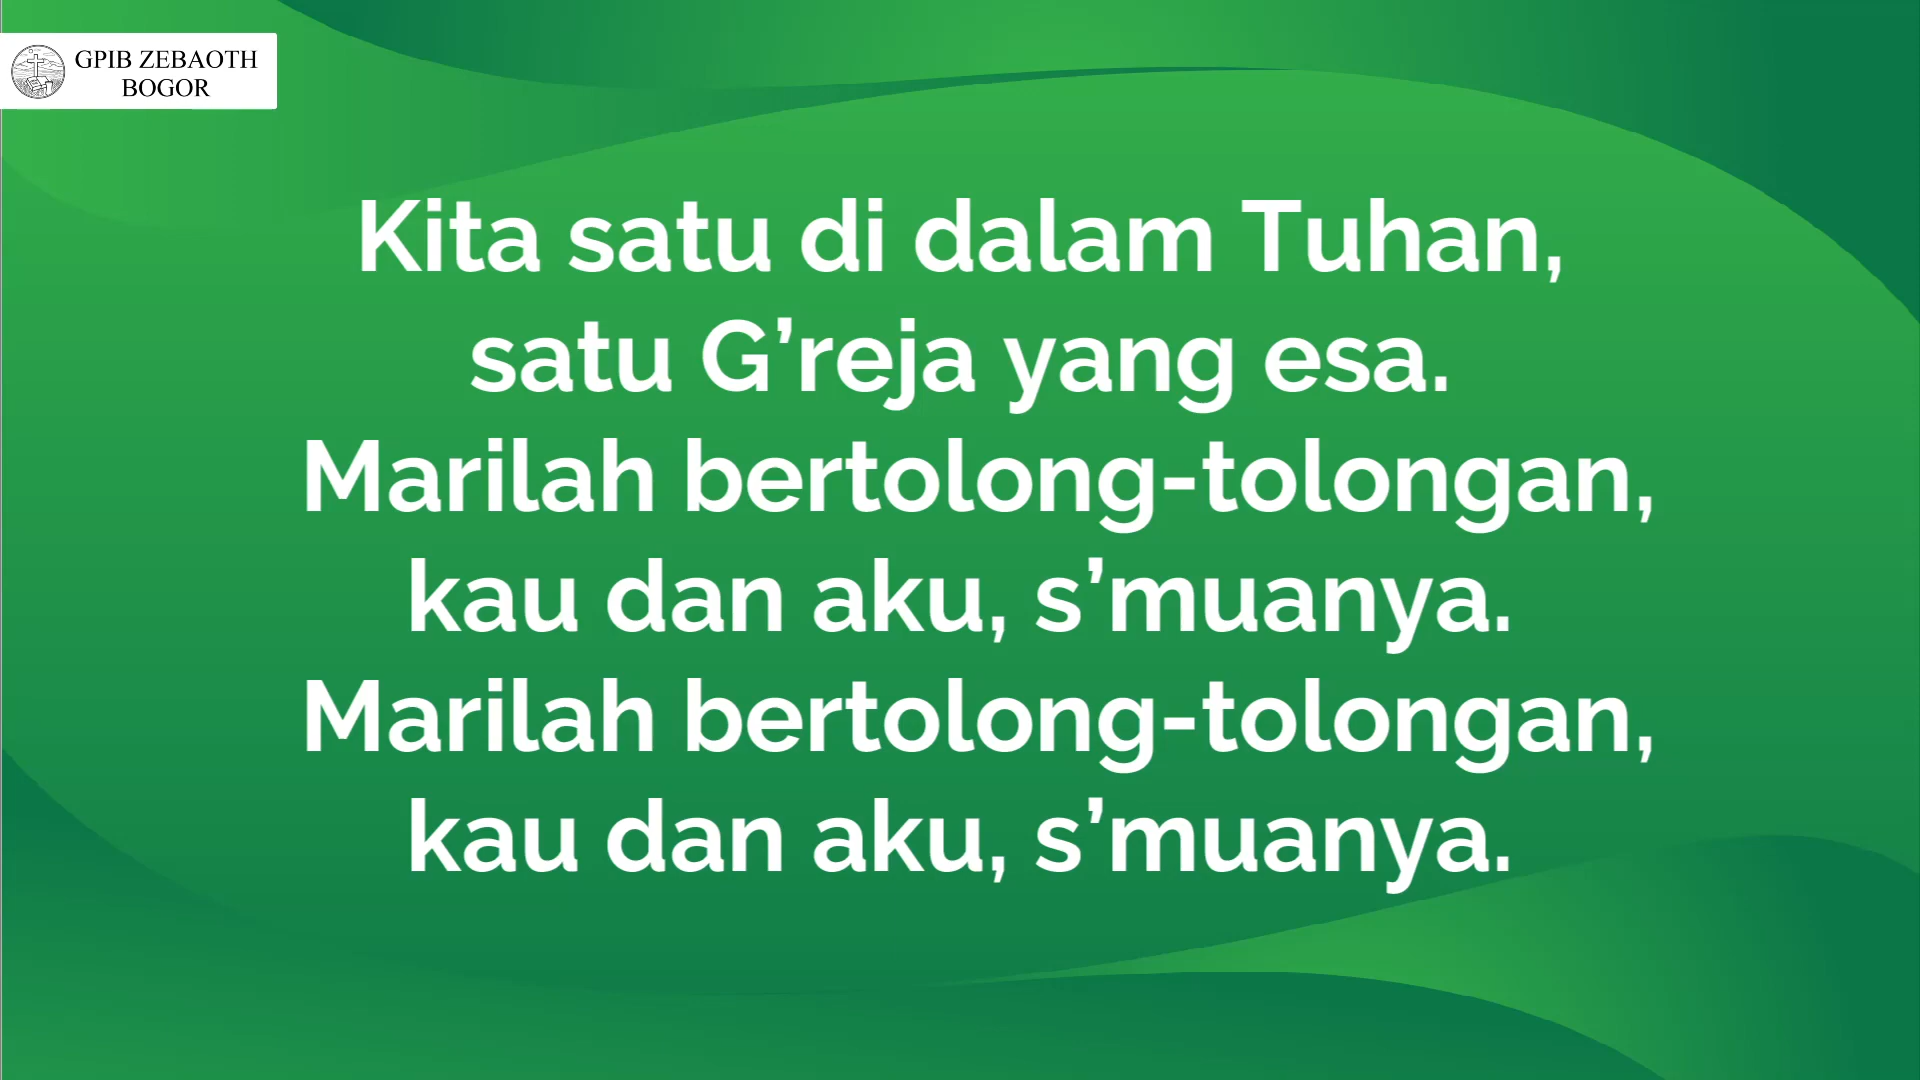 GPIB ZEBAOTH
BOGOR
Kita satu di dalam Tuhan,
satu G’reja yang esa.
Marilah bertolong-tolongan,
kau dan aku, s’muanya.
Marilah bertolong-tolongan,
kau dan aku, s’muanya.